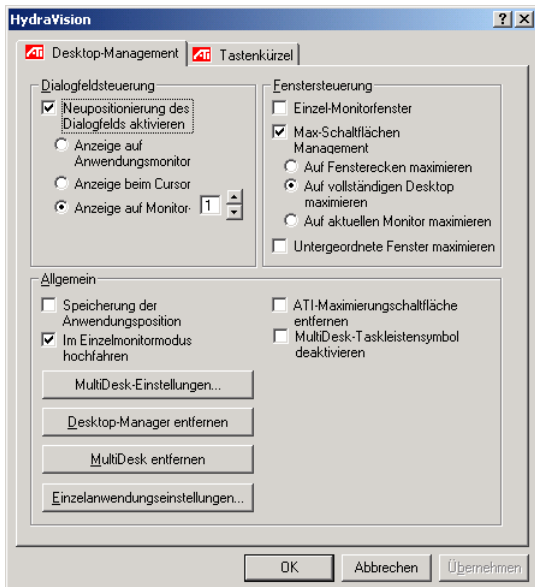 HydraVision
ATI Desktop-Management
ATI Tastenkürzel
Dialogfeldsteuerung
Neupositionierung des
Dialogfelds aktivieren
Anzeige auf
Anwendungsmonitor
Anzeige beim Cursor
Anzeige auf Monitor- 1
Fenstersteuerung
Einzel-Monitorfenster
Max-Schaltflächen
Management
Auf Fensterecken maximieren
Auf vollständigen Desktop
maximieren
Auf aktuellen Monitor maximieren
Untergeordnete Fenster maximieren
Allgemein
Speicherung der
Anwendungsposition
Im Einzelmonitormodus
hochfahren
ATI-Maximierungschaltfläche
entfernen
MultiDesk-Taskleistensymbol
deaktivieren
MultiDesk-Einstellungen...
Desktop-Manager entfernen
MultiDesk entfernen
Einzelanwendungseinstellungen...
OK
Abbrechen
Übernehmen